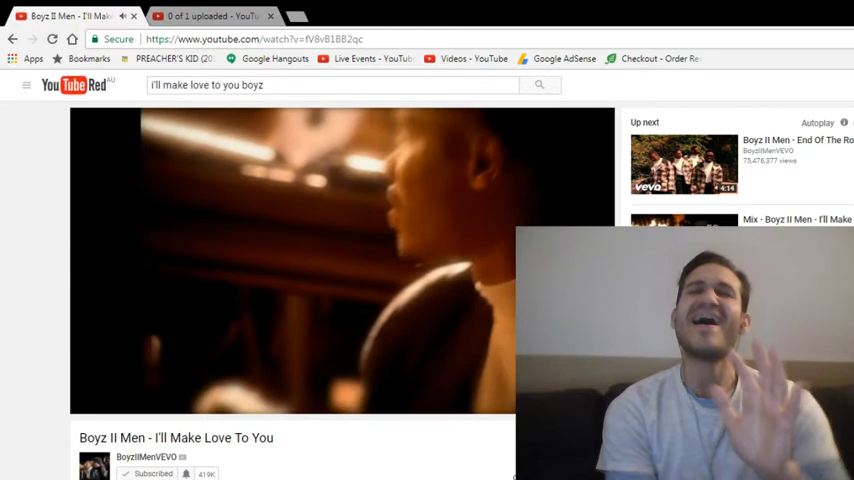 Boyz II Men - I'll Mak
0 of 1 uploaded - YouTu
Secure
https://www.youtube.com/watch?v=fV8vB1BB2qc
Apps
Bookmarks
PREACHER'S KID (20
Google Hangouts
Live Events - YouTub
Videos - YouTube
Google AdSense
Checkout - Order Re
YouTube Red AU
i'll make love to you boyz
Up next
Autoplay
Boyz II Men - End Of The Ro
BoyzIIMenVEVO
75,476,377 views
vevo
4:14
Mix - Boyz II Men - I'll Make
Boyz II Men - I'll Make Love To You
BoyzIIMenVEVO
Subscribed
419K